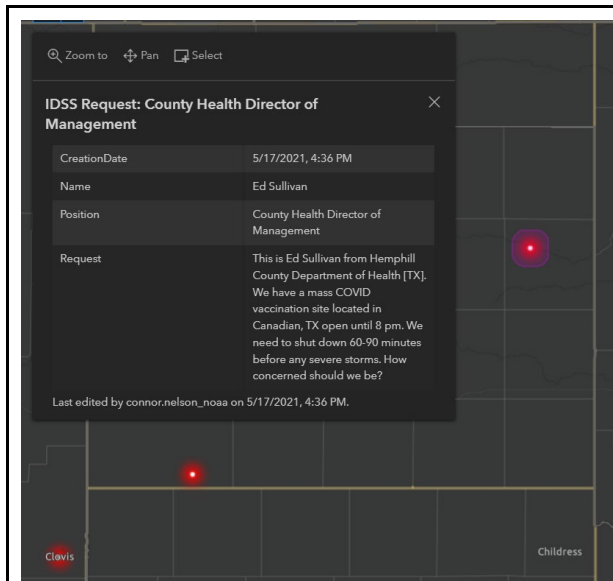 Zoom to Pan Select
IDSS Request: County Health Director of
Management
CreationDate 5/17/2021, 4:36 PM
Name Ed Sullivan
Position County Health Director of
Management
Request This is Ed Sullivan from Hemphill
County Department of Health [TX].
We have a mass COVID
vaccination site located in
Canadian, TX open until 8 pm. We
need to shut down 60-90 minutes
before any severe storms. How
concerned should we be?
Last edited by connor.nelson_noaa on 5/17/2021, 4:36 PM.
Clovis
Childress